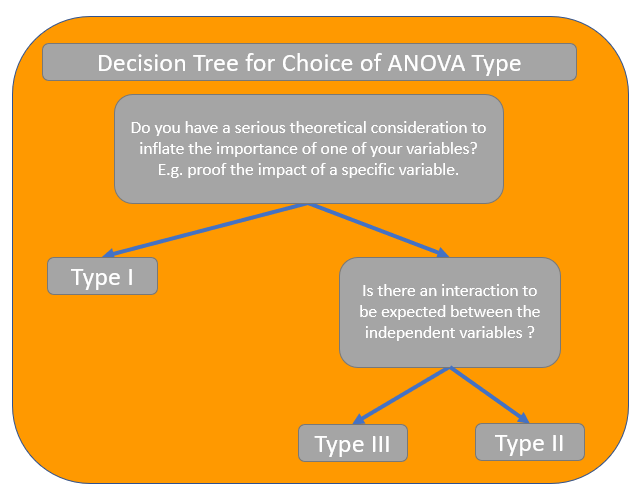 Decision Tree for Choice of ANOVA Type
Do you have a serious theoretical consideration to
inflate the importance of one of your variables?
E.g. proof the impact of a specific variable.
Type I
Is there an interaction to
be expected between the
independent variables ?
Type III
Type II